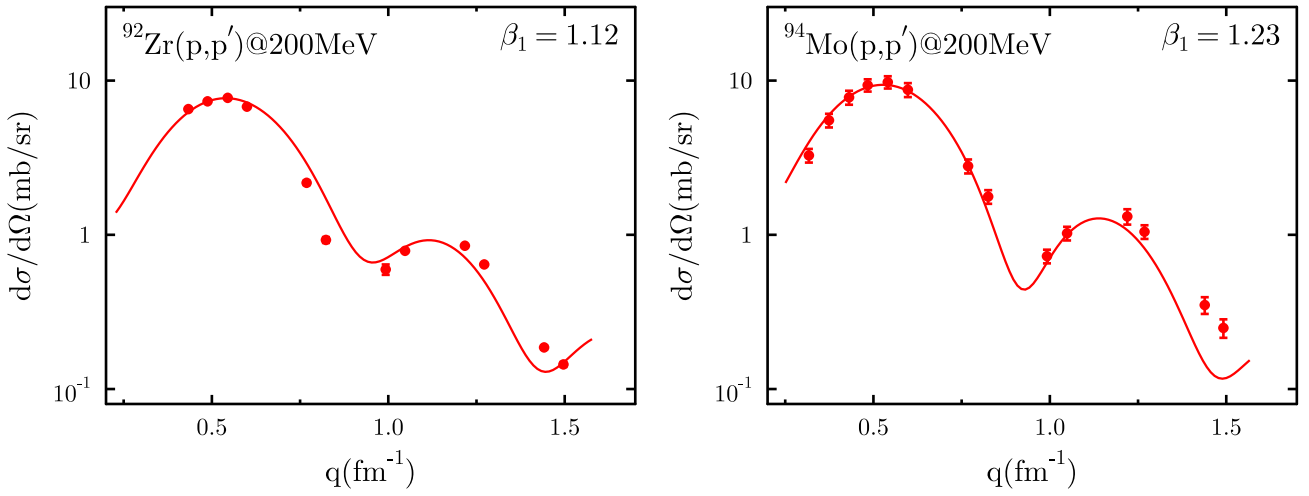 ⁹²Zr(p,p′)@200MeV
β₁ = 1.12
dσ/dΩ(mb/sr)
10
1
10⁻¹
0.5
1.0
1.5
q(fm⁻¹)
⁹⁴Mo(p,p′)@200MeV
β₁ = 1.23
dσ/dΩ(mb/sr)
10
1
10⁻¹
0.5
1.0
1.5
q(fm⁻¹)